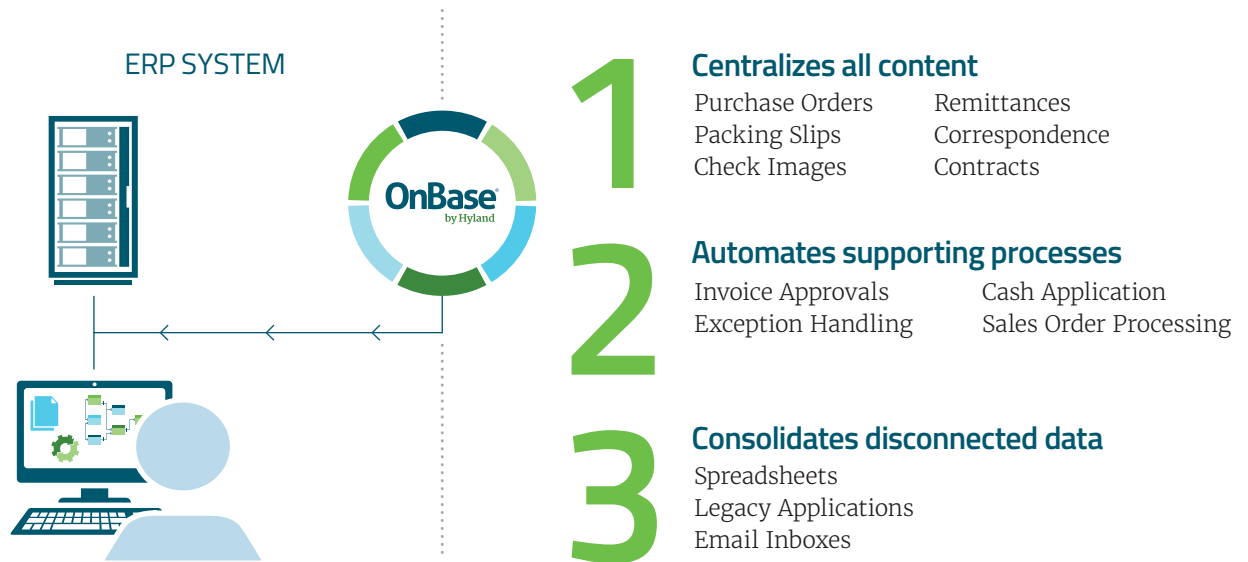 ERP SYSTEM
OnBase®
by Hyland
1
Centralizes all content
Purchase Orders
Packing Slips
Check Images
Remittances
Correspondence
Contracts
2
Automates supporting processes
Invoice Approvals
Exception Handling
Cash Application
Sales Order Processing
3
Consolidates disconnected data
Spreadsheets
Legacy Applications
Email Inboxes